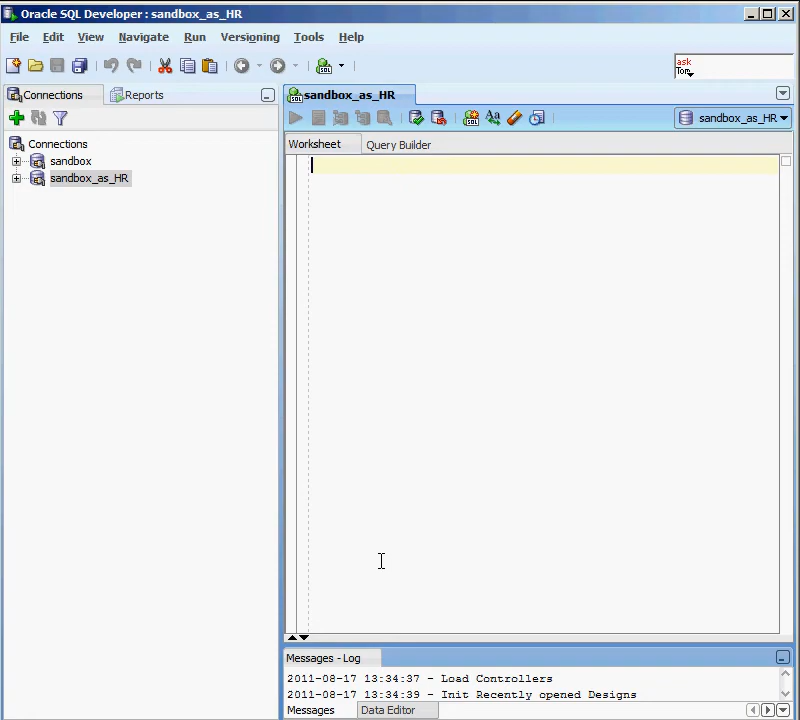 Oracle SQL Developer : sandbox_as_HR
File Edit View Navigate Run Versioning Tools Help
SQL
ask
Tom
Connections Reports
sandbox_as_HR
SQL
sandbox_as_HR
Worksheet Query Builder
Connections
sandbox
sandbox_as_HR
Messages - Log
2011-08-17 13:34:37 - Load Controllers
2011-08-17 13:34:39 - Init Recently opened Designs
Messages Data Editor